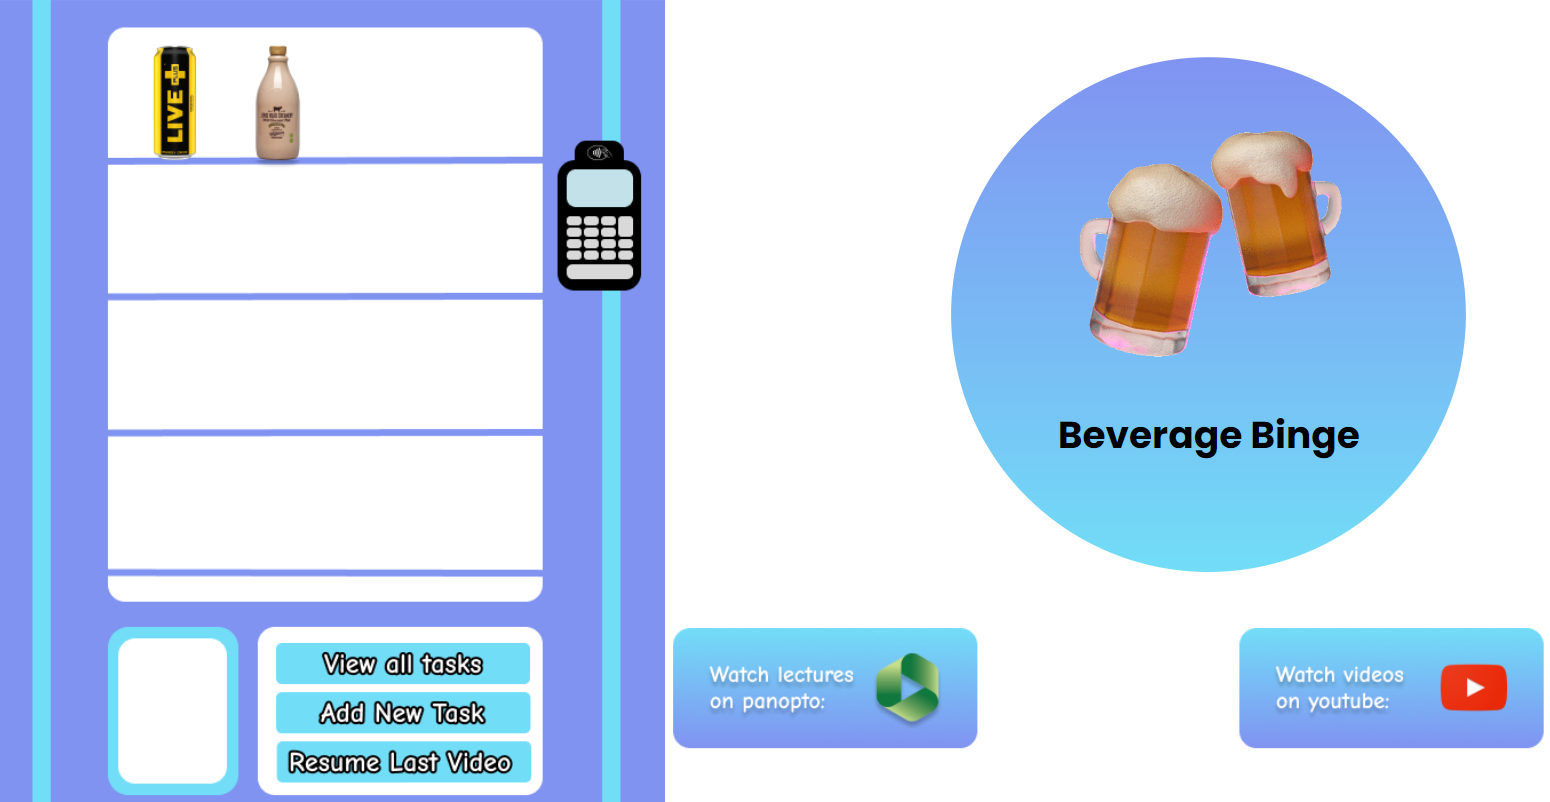 LIVE+
PLUS
View all tasks
Add New Task
Resume Last Video
Beverage Binge
Watch lectures
on panopto:
Watch videos
on youtube: